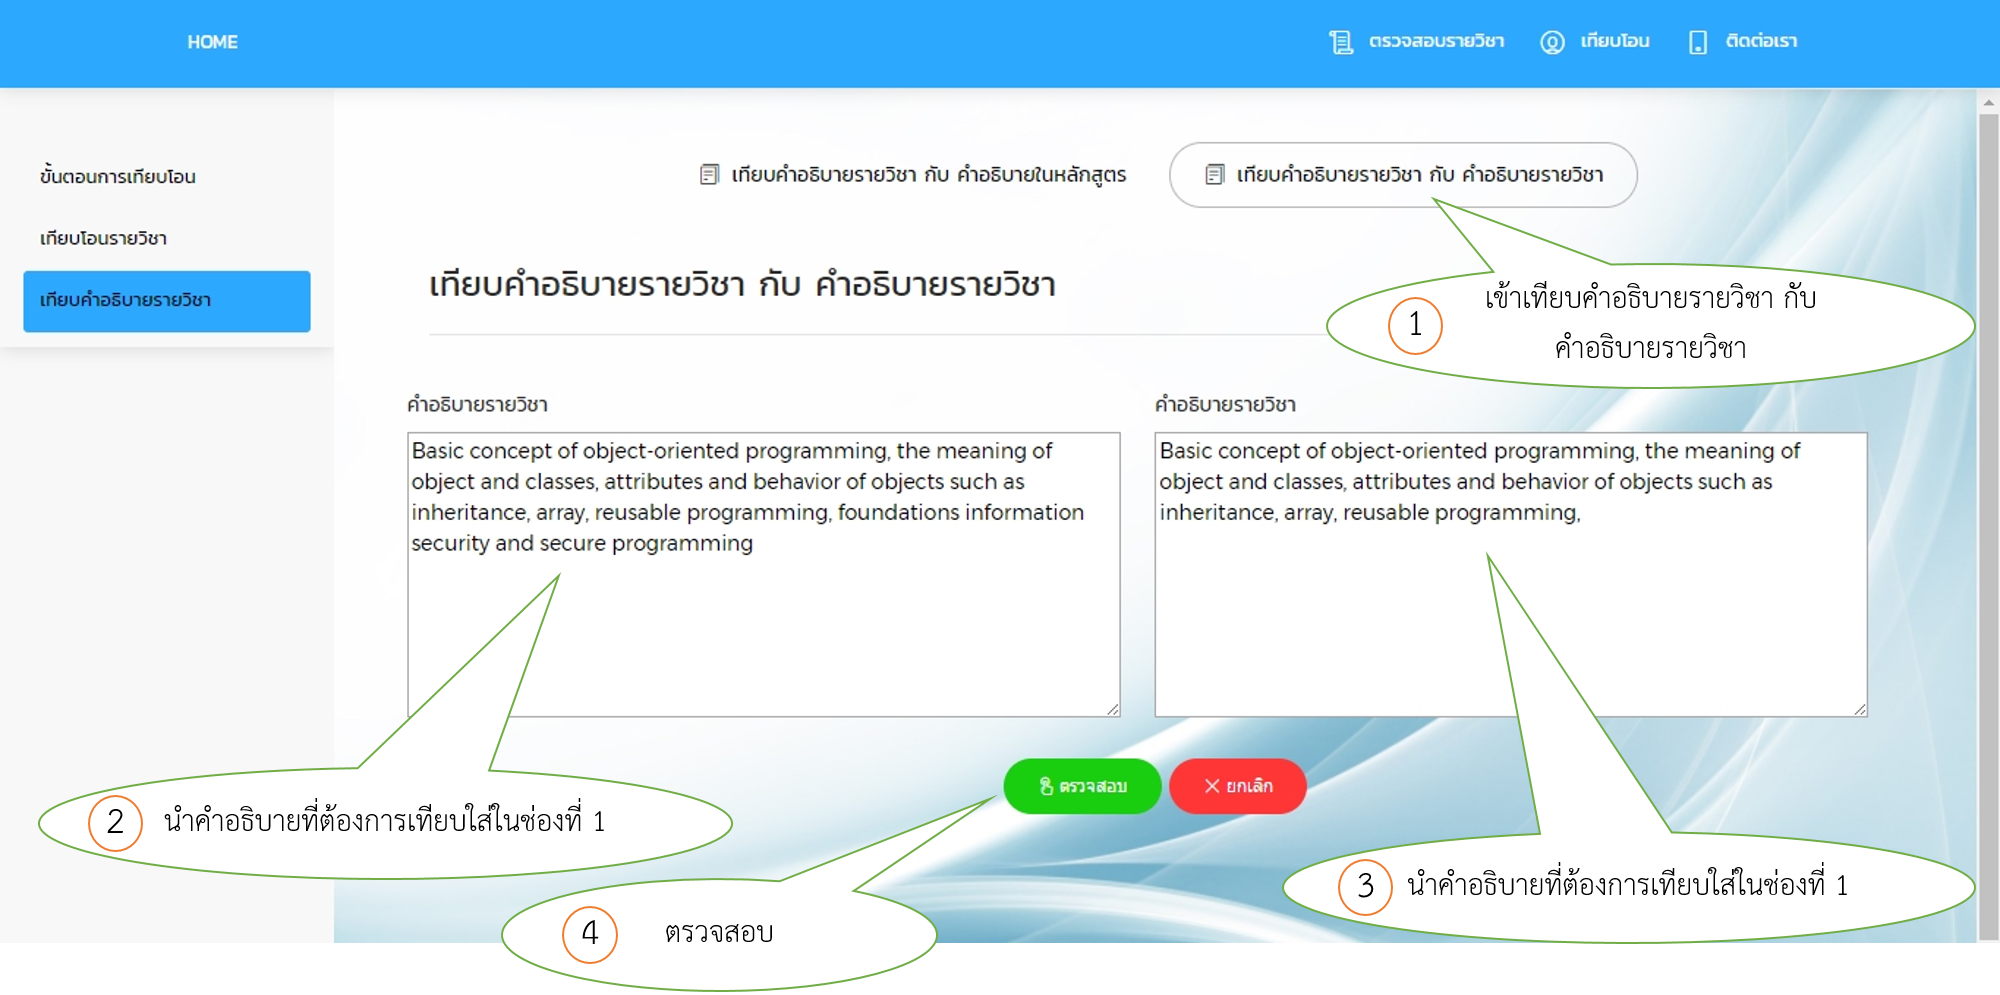 HOME
ตรวจสอบรายวิชา
เทียบโอน
ติดต่อเรา
ขั้นตอนการเทียบโอน
เทียบโอนรายวิชา
เทียบคำอธิบายรายวิชา
เทียบคำอธิบายรายวิชา กับ คำอธิบายในหลักสูตร
เทียบคำอธิบายรายวิชา กับ คำอธิบายรายวิชา
เทียบคำอธิบายรายวิชา กับ คำอธิบายรายวิชา
1
เข้าเทียบคำอธิบายรายวิชา กับ
คำอธิบายรายวิชา
คำอธิบายรายวิชา
Basic concept of object-oriented programming, the meaning of
object and classes, attributes and behavior of objects such as
inheritance, array, reusable programming, foundations information
security and secure programming
คำอธิบายรายวิชา
Basic concept of object-oriented programming, the meaning of
object and classes, attributes and behavior of objects such as
inheritance, array, reusable programming,
ตรวจสอบ
ยกเลิก
2 นำคำอธิบายที่ต้องการเทียบใส่ในช่องที่ 1
3 นำคำอธิบายที่ต้องการเทียบใส่ในช่องที่ 1
4 ตรวจสอบ